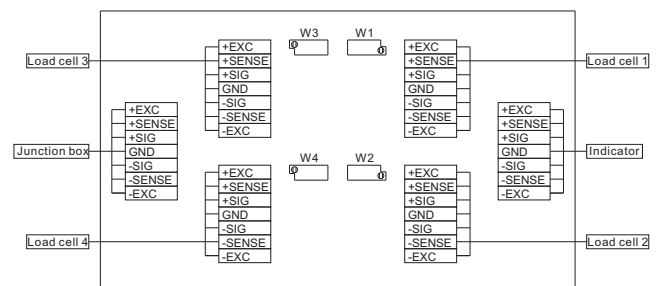 W3 W1
+EXC
+SENSE
+SIG
GND
-SIG
-SENSE
-EXC
+EXC
+SENSE
+SIG
GND
-SIG
-SENSE
-EXC
Load cell 3
Load cell 1
+EXC
+SENSE
+SIG
GND
-SIG
-SENSE
-EXC
+EXC
+SENSE
+SIG
GND
-SIG
-SENSE
-EXC
Junction box
Indicator
W4 W2
+EXC
+SENSE
+SIG
GND
-SIG
-SENSE
-EXC
+EXC
+SENSE
+SIG
GND
-SIG
-SENSE
-EXC
Load cell 4
Load cell 2